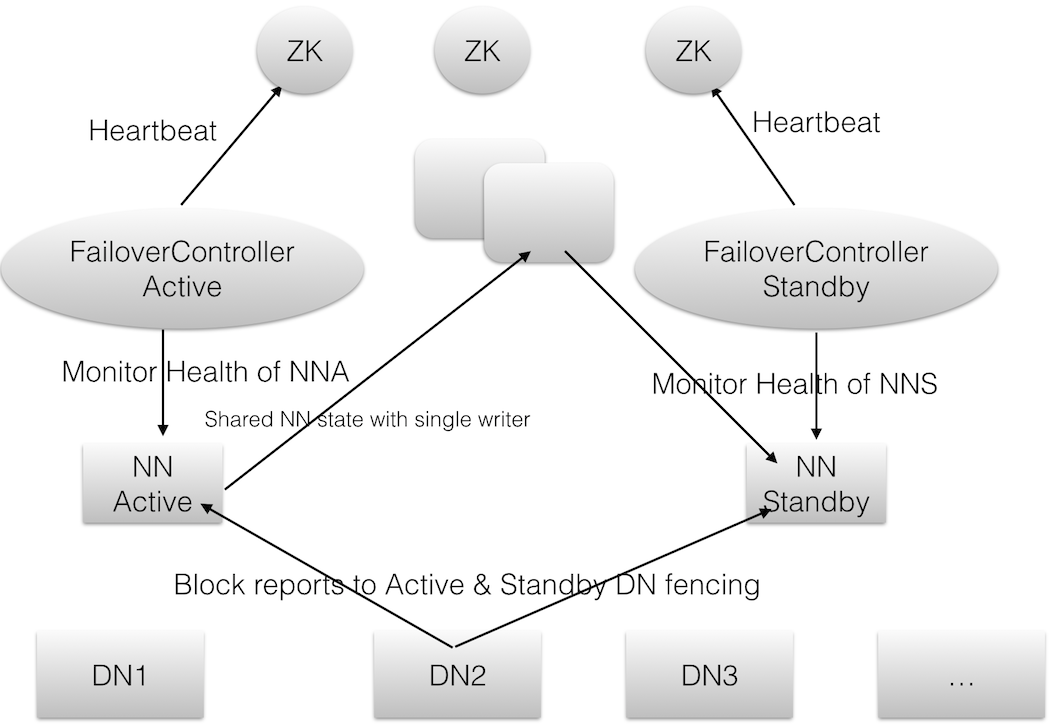 ZK
ZK
ZK
Heartbeat
Heartbeat
FailoverController
Active
FailoverController
Standby
Monitor Health of NNA
Monitor Health of NNS
Shared NN state with single writer
NN
Active
NN
Standby
Block reports to Active & Standby DN fencing
DN1
DN2
DN3
…